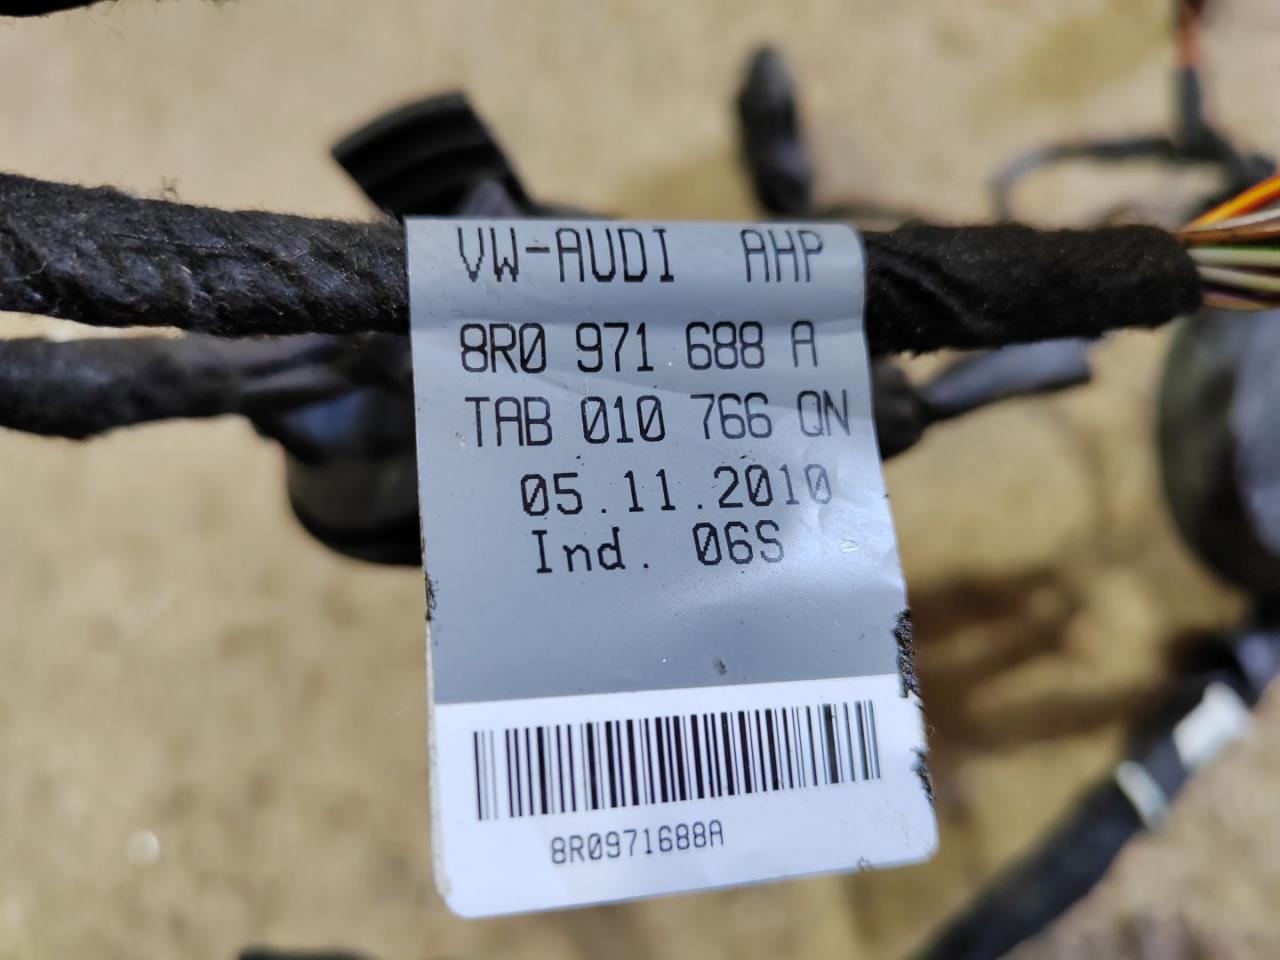 VW-AUDI AHP
8R0 971 688 A
TAB 010 766 QN
05.11.2010
Ind. 06S
8R0971688A